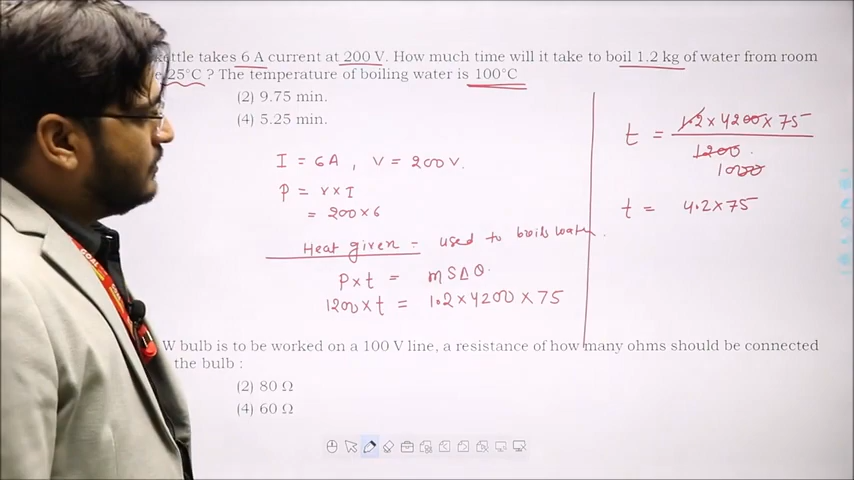 kettle takes 6 A current at 200 V. How much time will it take to boil 1.2 kg of water from room
25°C ? The temperature of boiling water is 100°C
(2) 9.75 min.
(4) 5.25 min.
I = 6A , V = 200V.
P = V×I
= 200×6
Heat given = used to boils water.
P×t = mSΔθ.
1200×t = 1.2×4200×75
t = 1.2×4200×75
1200
1000
t = 4.2×75
W bulb is to be worked on a 100 V line, a resistance of how many ohms should be connected
the bulb :
(2) 80 Ω
(4) 60 Ω
GOAL